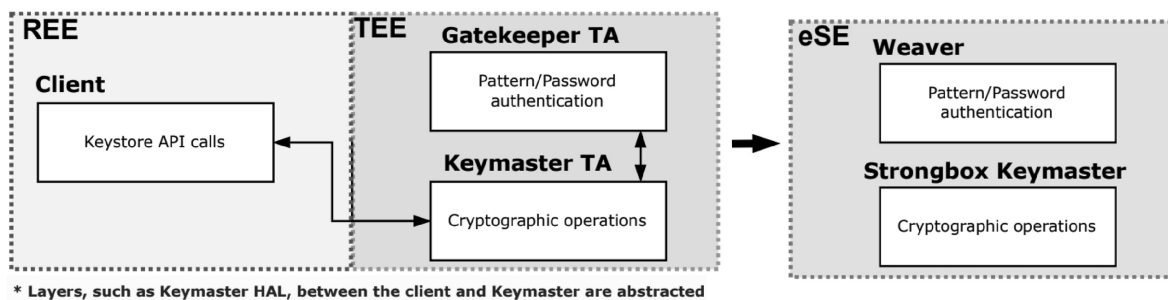 REE
Client
Keystore API calls
TEE
Gatekeeper TA
Pattern/Password
authentication
Keymaster TA
Cryptographic operations
eSE
Weaver
Pattern/Password
authentication
Strongbox Keymaster
Cryptographic operations
* Layers, such as Keymaster HAL, between the client and Keymaster are abstracted